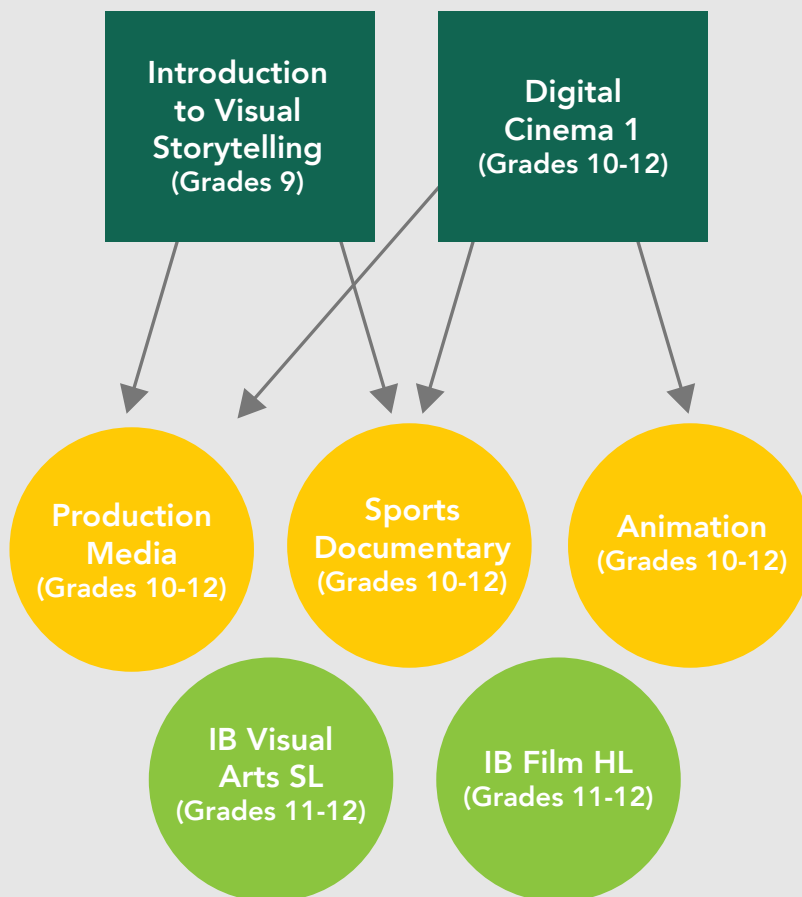 Introduction
to Visual
Storytelling
(Grades 9)
Digital
Cinema 1
(Grades 10-12)
Production
Media
(Grades 10-12)
Sports
Documentary
(Grades 10-12)
Animation
(Grades 10-12)
IB Visual
Arts SL
(Grades 11-12)
IB Film HL
(Grades 11-12)